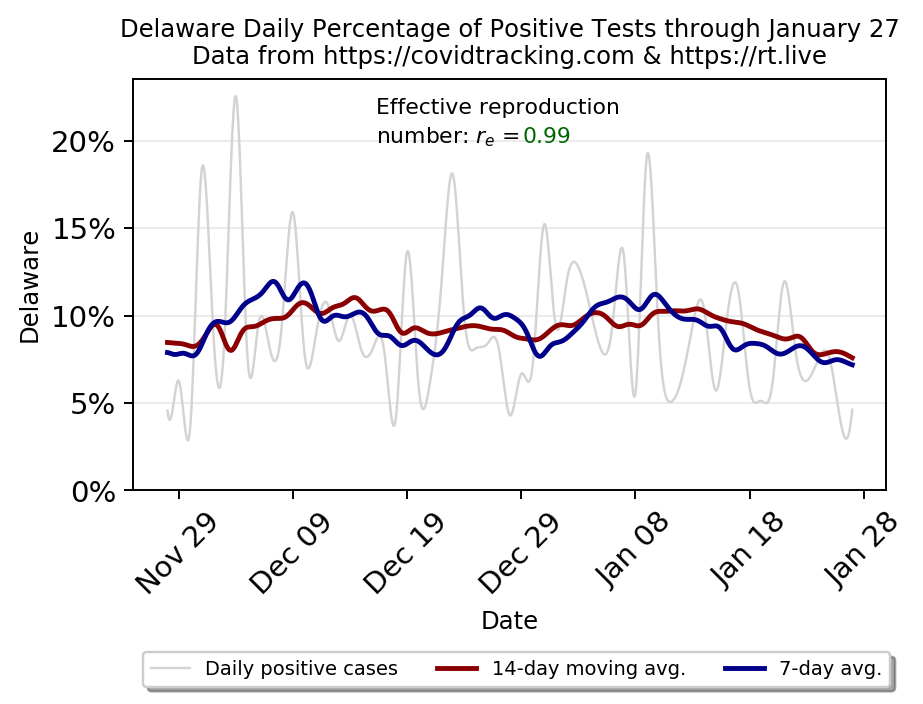 Delaware Daily Percentage of Positive Tests through January 27
Data from https://covidtracking.com & https://rt.live
Effective reproduction
number: rₑ = 0.99
20%
15%
10%
5%
0%
Delaware
Nov 29
Dec 09
Dec 19
Dec 29
Jan 08
Jan 18
Jan 28
Date
Daily positive cases
14-day moving avg.
7-day avg.